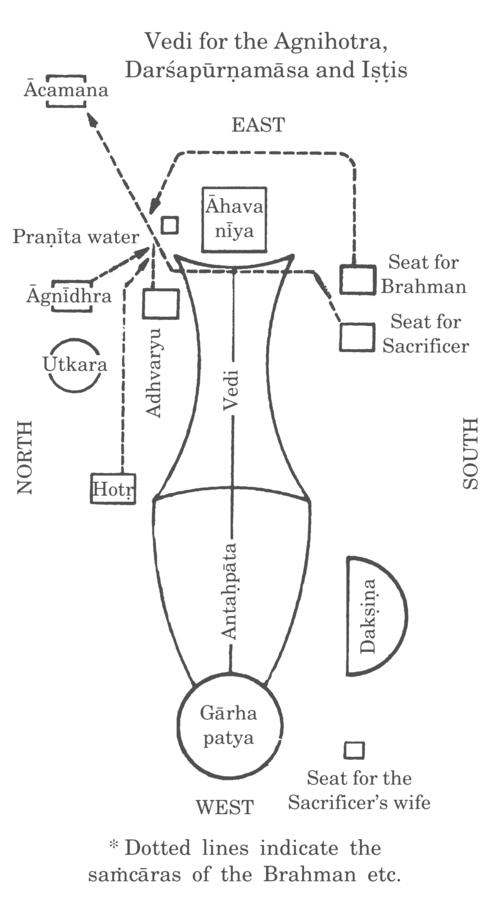 Vedi for the Agnihotra,
Darśapūrṇamāsa and Iṣṭis
Ācamana
EAST
Āhava
nīya
Praṇīta water
Seat for
Brahman
Āgnīdhra
Seat for
Sacrificer
Utkara
Adhvaryu
Vedi
NORTH
SOUTH
Hotṛ
Antaḥpāta
Dakṣiṇa
Gārha
patya
Seat for the
Sacrificer's wife
WEST
* Dotted lines indicate the
saṁcāras of the Brahman etc.